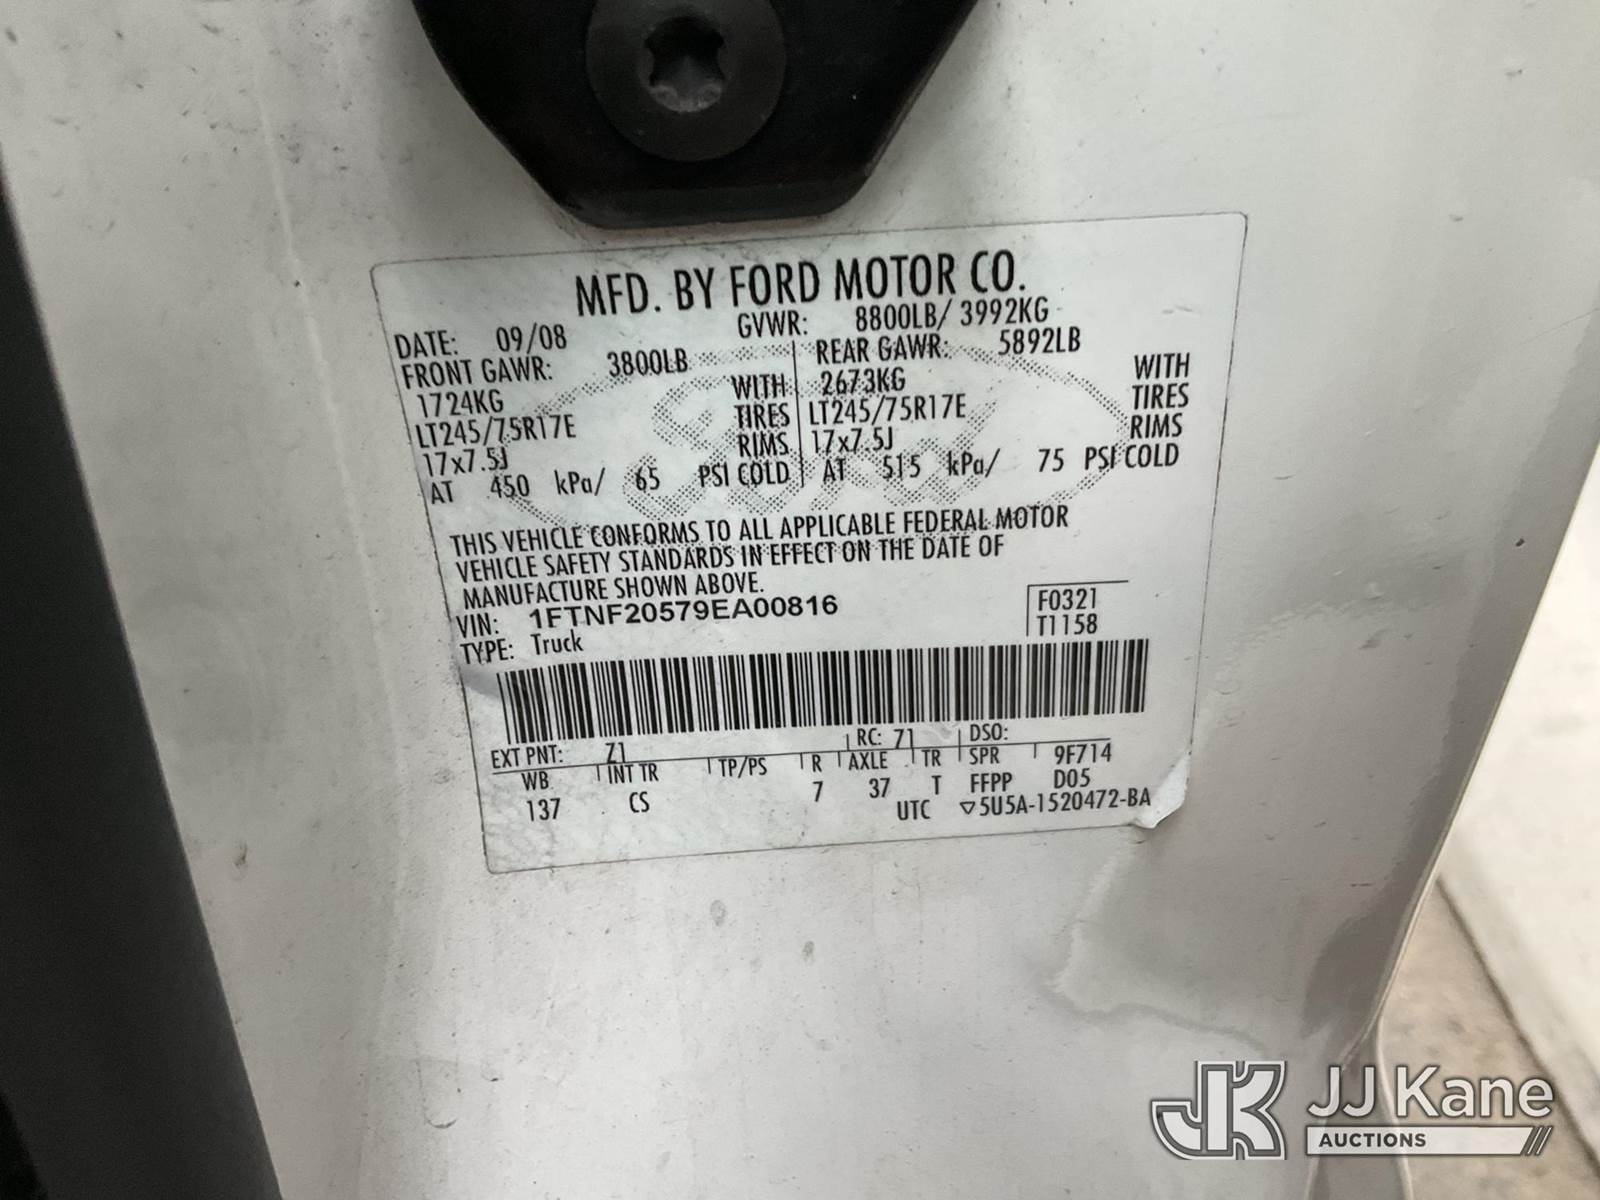 MFD. BY FORD MOTOR CO.
DATE: 09/08 GVWR: 8800LB/ 3992KG
FRONT GAWR: 3800LB REAR GAWR: 5892LB
1724KG WITH 2673KG WITH
LT245/75R17E TIRES LT245/75R17E TIRES
17x7.5J RIMS 17x7.5J RIMS
AT 450 kPa/ 65 PSI COLD AT 515 kPa/ 75 PSI COLD
THIS VEHICLE CONFORMS TO ALL APPLICABLE FEDERAL MOTOR
VEHICLE SAFETY STANDARDS IN EFFECT ON THE DATE OF
MANUFACTURE SHOWN ABOVE.
VIN: 1FTNF20579EA00816 F0321
TYPE: Truck T1158
EXT PNT: Z1 RC: 71 DSO:
WB INT TR TP/PS R AXLE TR SPR 9F714
137 CS 7 37 T FFPP D05
UTC ▽5U5A-1520472-BA
JJ Kane
AUCTIONS